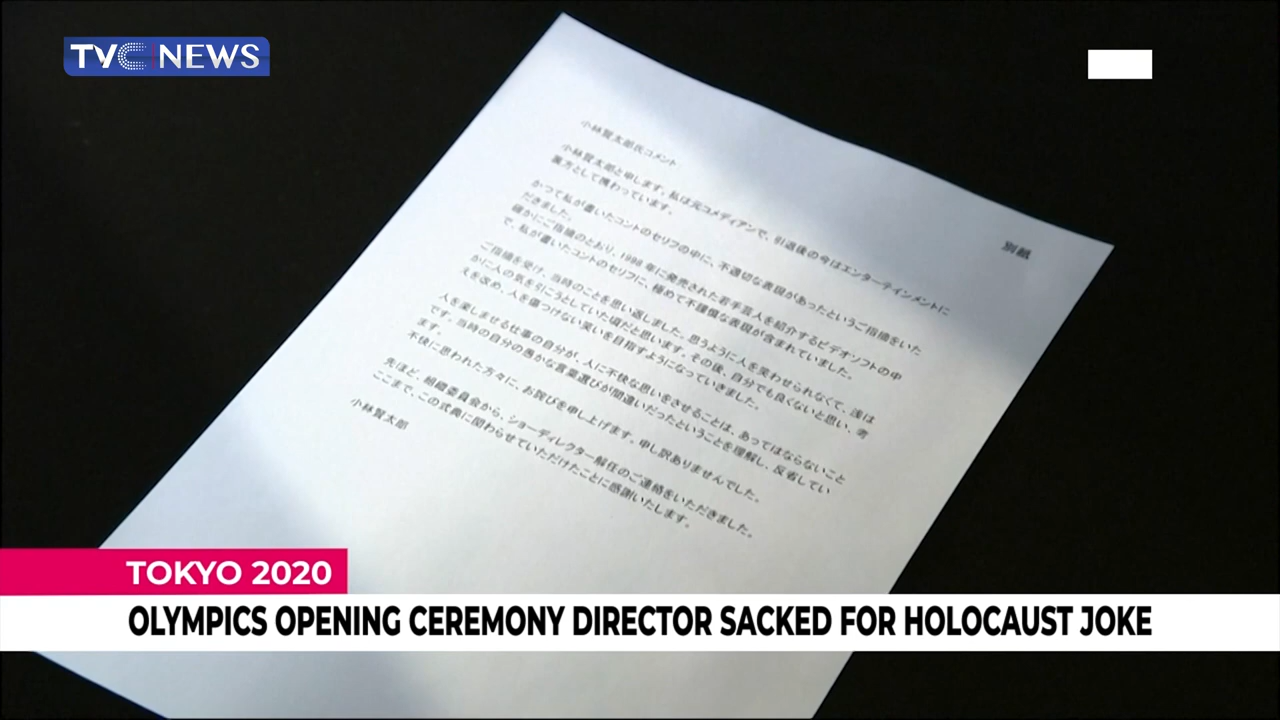 TVC NEWS
別紙
小林賢太郎氏コメント
小林賢太郎と申します。私は元コメディアンで、引退後の今はエンターテインメントに
裏方として携わっています。
かつて私が書いたコントのセリフの中に、不適切な表現があったというご指摘をいた
だきました。
確かにご指摘のとおり、1998年に発売された若手芸人を紹介するビデオソフトの中
で、私が書いたコントのセリフに、極めて不謹慎な表現が含まれていました。
ご指摘を受け、当時のことを思い返しました。思うように人を笑わせられなくて、浅は
かに人の気を引こうとしていた頃だと思います。その後、自分でも良くないと思い、考
えを改め、人を傷つけない笑いを目指すようになっていきました。
人を楽しませる仕事の自分が、人に不快な思いをさせることは、あってはならないこと
です。当時の自分の愚かな言葉選びが間違いだったということを理解し、反省してい
ます。
不快に思われた方々に、お詫びを申し上げます。申し訳ありませんでした。
先ほど、組織委員会から、ショーディレクター解任のご連絡をいただきました。
ここまで、この式典に関わらせていただけたことに感謝いたします。
小林賢太郎
TOKYO 2020
OLYMPICS OPENING CEREMONY DIRECTOR SACKED FOR HOLOCAUST JOKE